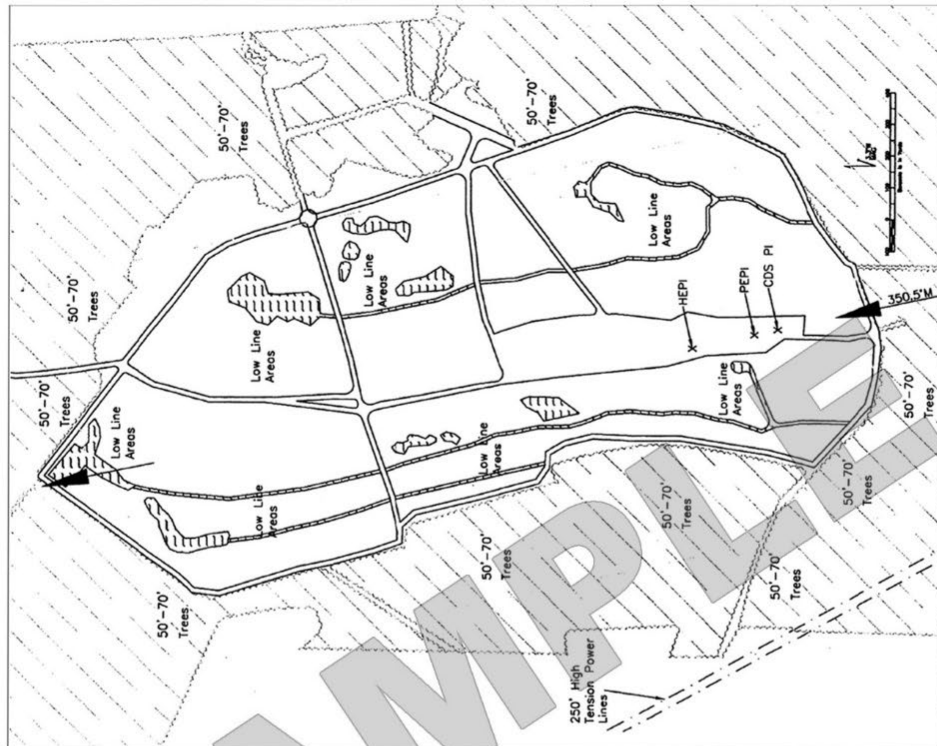 50'-70'
Trees
50'-70'
Trees
50'-70'
Trees
50'-70'
Trees
Low Line
Areas
Low Line
Areas
Low Line
Areas
Low Line
Areas
Low Line
Areas
Low Line
Areas
Low Line
Areas
HEPI
PEPI
CDS PI
350.5'M
50'-70'
Trees
50'-70'
Trees
50'-70'
Trees
50'-70'
Trees
50'-70'
Trees
50'-70'
Trees
250' High
Tension Power
Lines
AMPLE